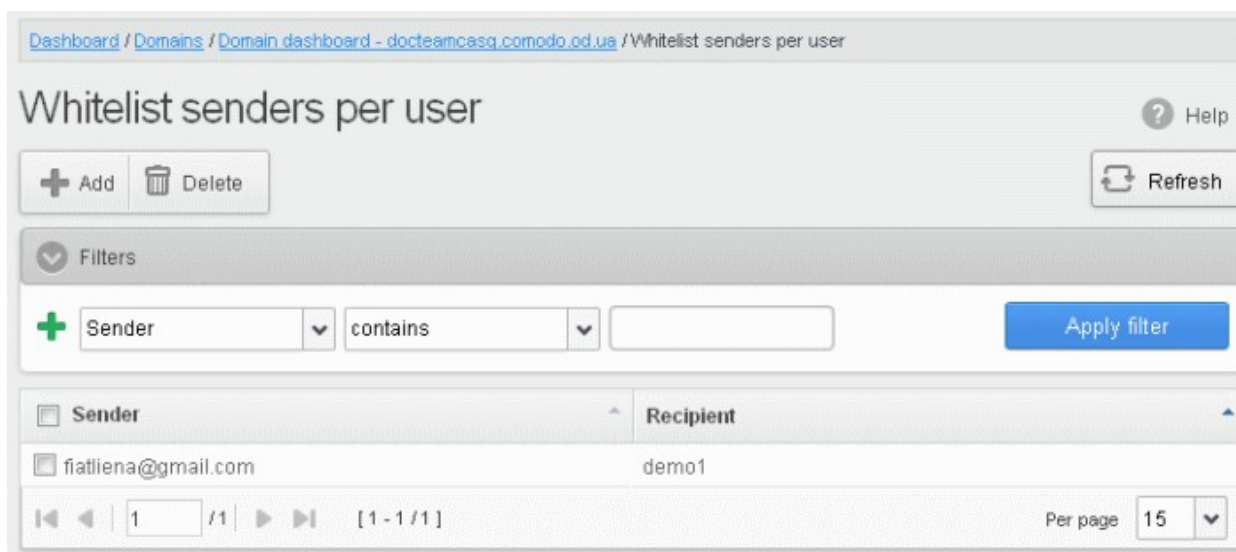 Dashboard / Domains / Domain dashboard - docteamcasg.comodo.od.ua / Whitelist senders per user
Whitelist senders per user
Help
Add Delete
Refresh
Filters
Sender contains Apply filter
Sender Recipient
fiatliena@gmail.com demo1
1 /1 [ 1 - 1 / 1 ] Per page 15